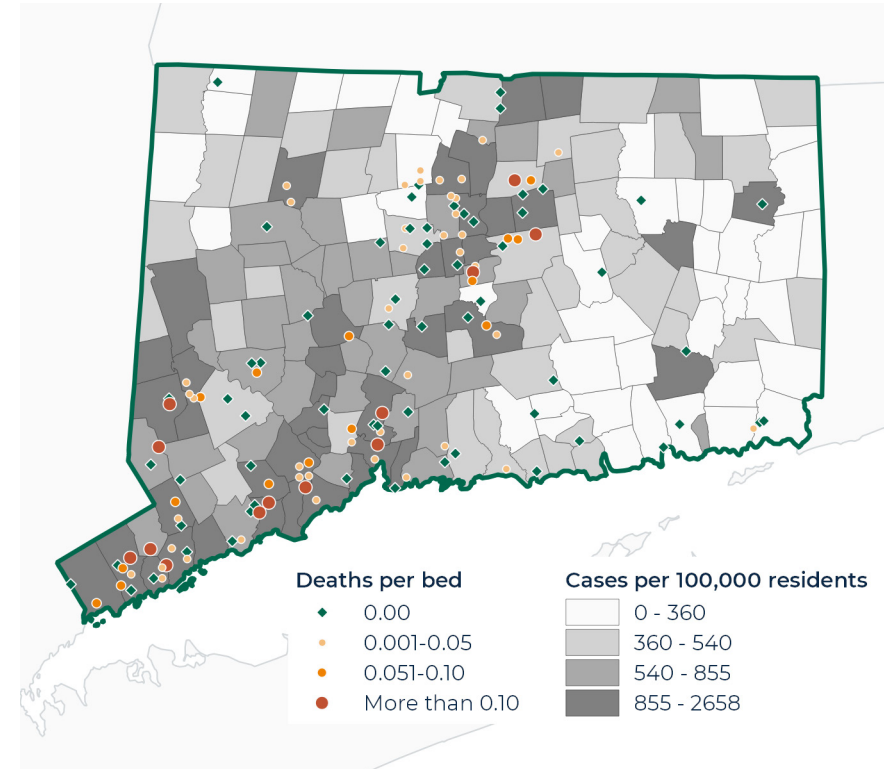 Deaths per bed
0.00
0.001-0.05
0.051-0.10
More than 0.10
Cases per 100,000 residents
0 - 360
360 - 540
540 - 855
855 - 2658